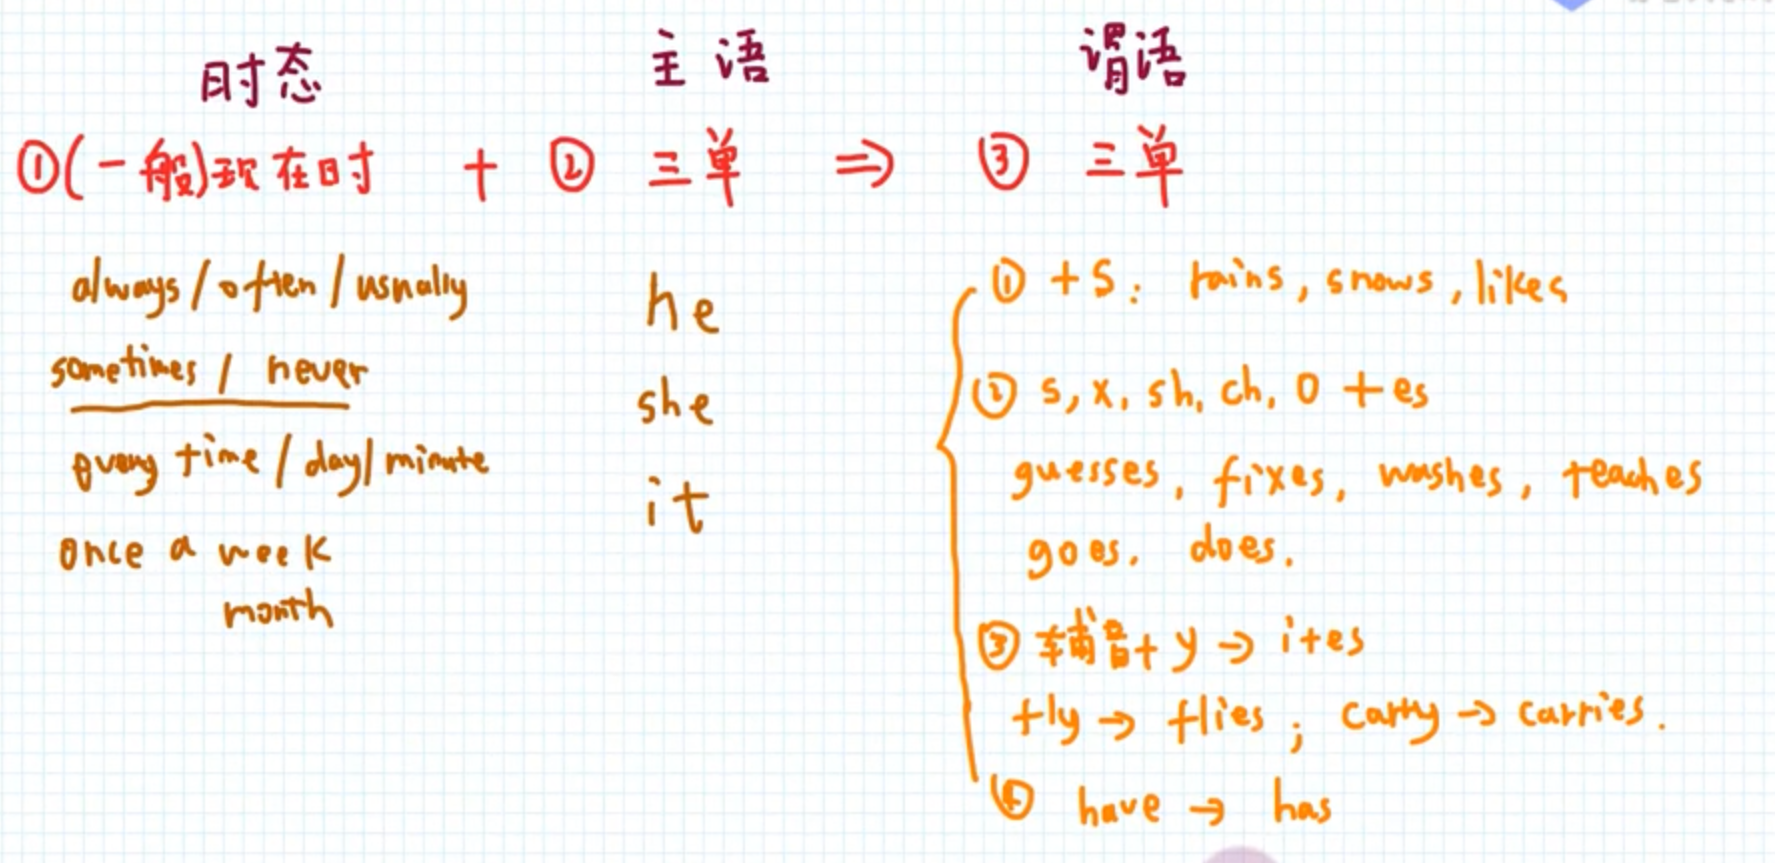 时态 主语 谓语
①(一般)现在时 + ② 三单 ⇒ ③ 三单
always/often/usually
sometimes/never
every time/day/minute
once a week
month
he
she
it
① +s: rains, snows, likes
② s, x, sh, ch, o +es
guesses, fixes, washes, teaches
goes. does.
③ 辅音+y → i+es
fly → flies; carry → carries.
④ have → has